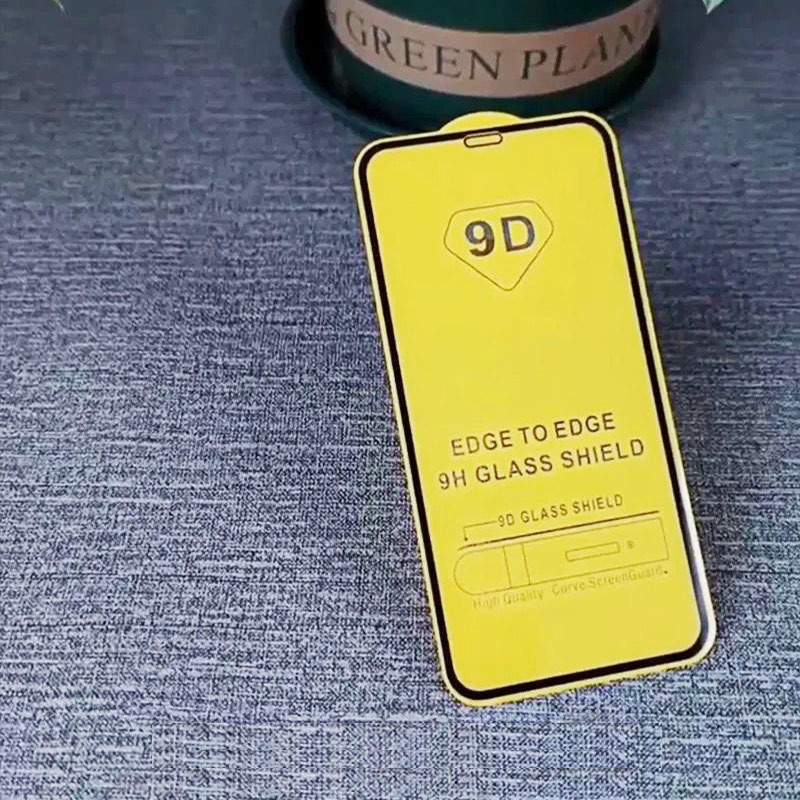 GREEN PLAN
9D
EDGE TO EDGE
9H GLASS SHIELD
9D GLASS SHIELD
High Quality Curve ScreenGuard.